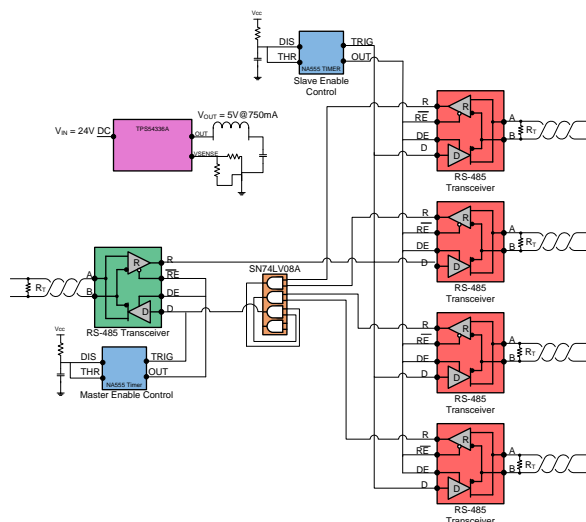 Vcc
DIS
THR
TRIG
OUT
NA555 TIMER
Slave Enable
Control
VIN = 24V DC
TPS54336A
OUT
VSENSE
VOUT = 5V@750mA
R
RE
DE
D
R
D
A
B
RT
RS-485
Transceiver
R
RE
DE
D
R
D
A
B
RT
RS-485
Transceiver
A
B
RT
R
D
R
RE
DE
D
RS-485 Transceiver
SN74LV08A
Vcc
DIS
THR
TRIG
OUT
NA555 Timer
Master Enable Control
R
RE
DE
D
R
D
A
B
RT
RS-485
Transceiver
R
RE
DE
D
R
D
A
B
RT
RS-485
Transceiver